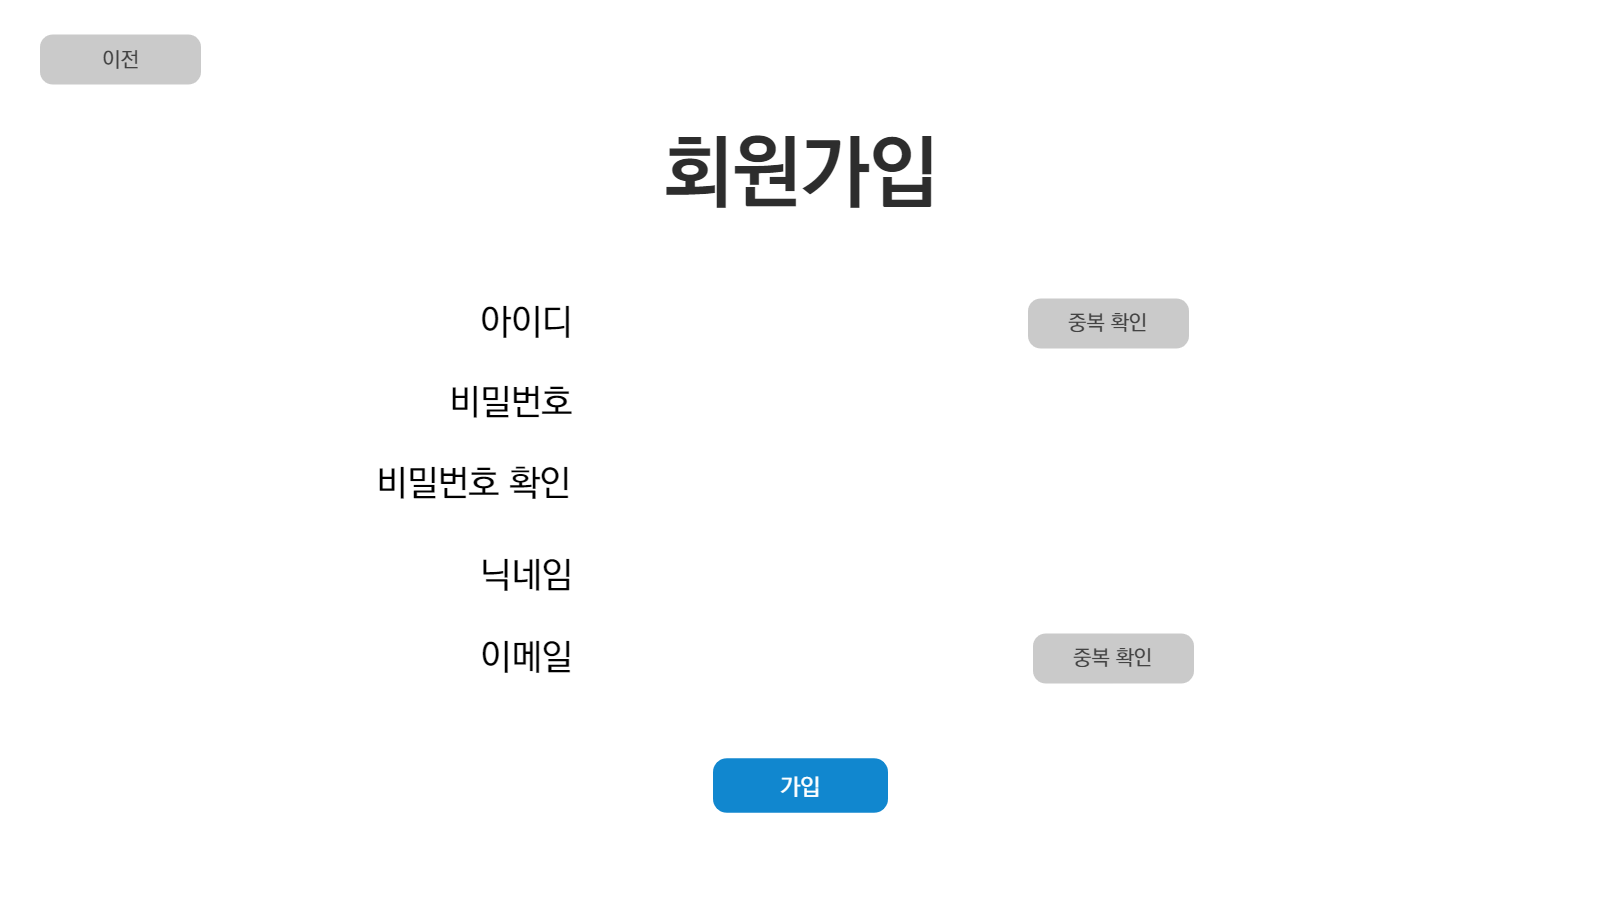 이전
회원가입
아이디
중복 확인
비밀번호
비밀번호 확인
닉네임
이메일
중복 확인
가입